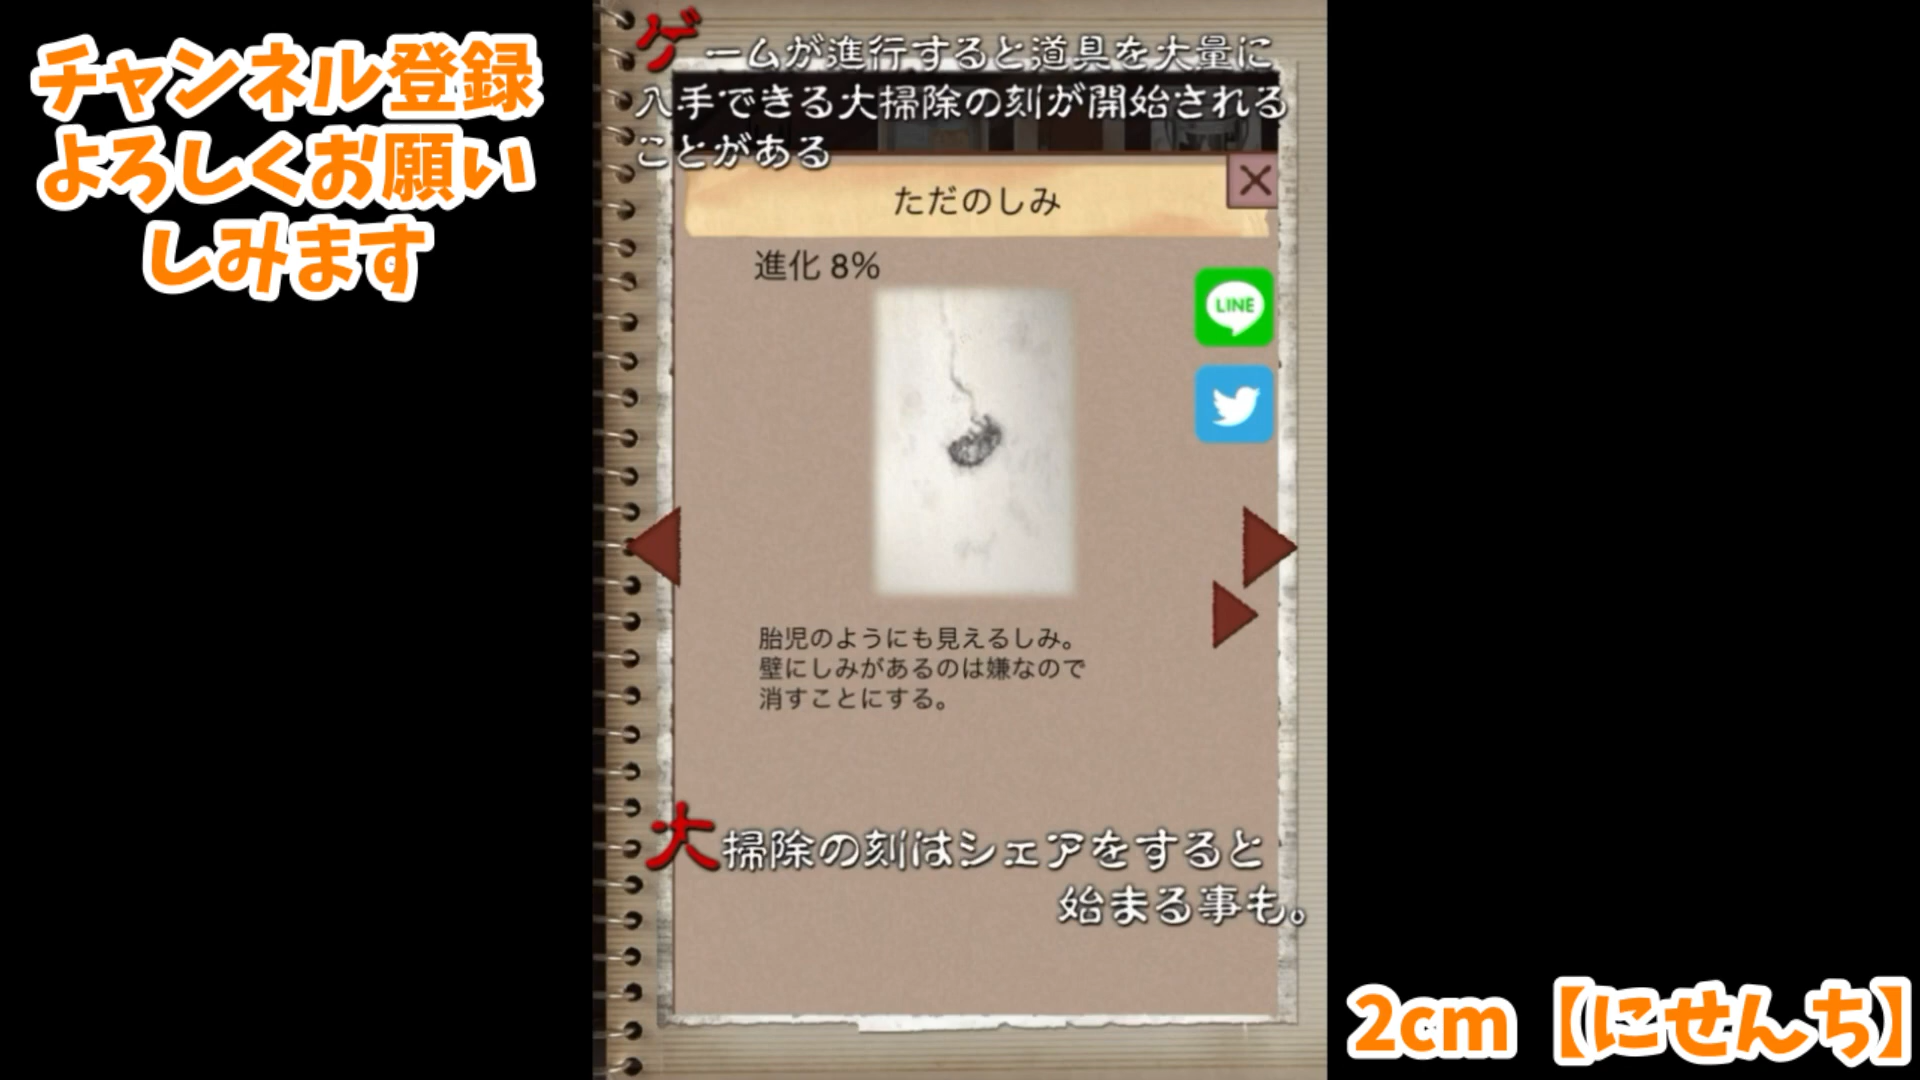 チャンネル登録
よろしくお願い
しみます
ゲームが進行すると道具を大量に
入手できる大掃除の刻が開始される
ことがある
ただのしみ
進化 8%
LINE
胎児のようにも見えるしみ。
壁にしみがあるのは嫌なので
消すことにする。
大掃除の刻はシェアをすると
始まる事も。
2cm【にせんち】